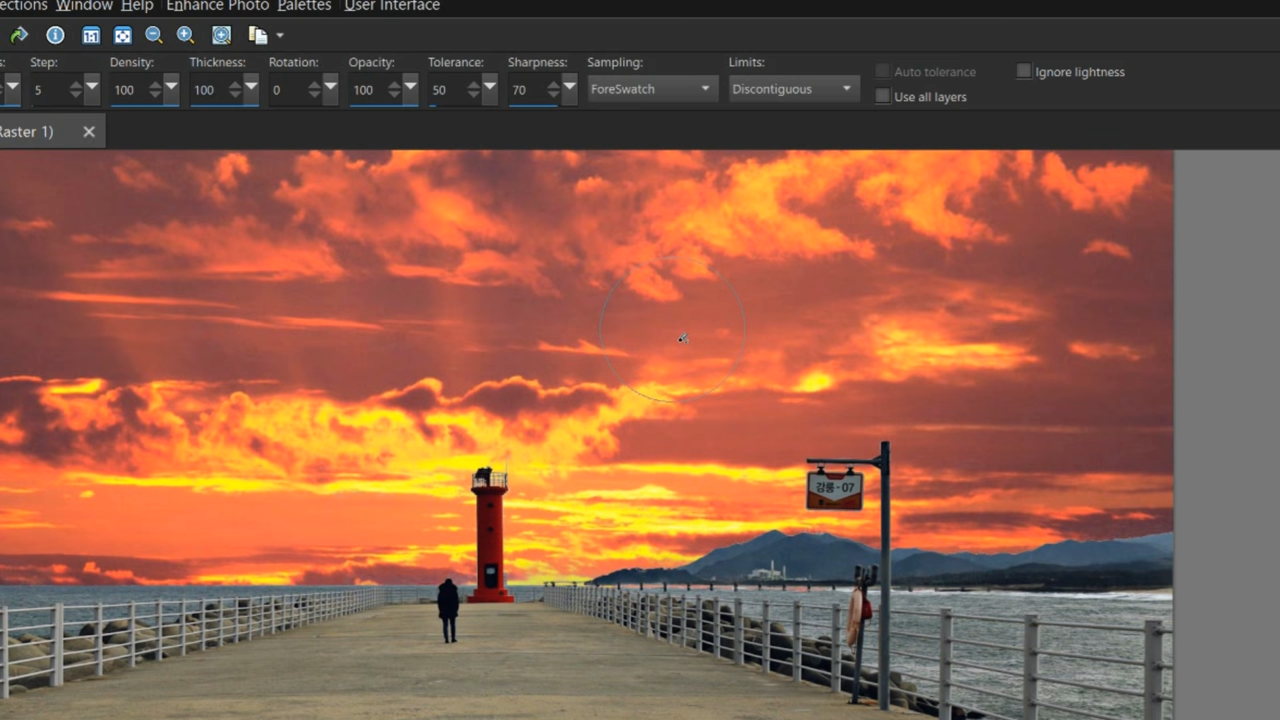 ections Window Help Enhance Photo Palettes User Interface
1:1
s: Step: Density: Thickness: Rotation: Opacity: Tolerance: Sharpness: Sampling: Limits:
5 100 100 0 100 50 70 ForeSwatch Discontiguous Auto tolerance Ignore lightness
Use all layers
Raster 1)
강릉-07